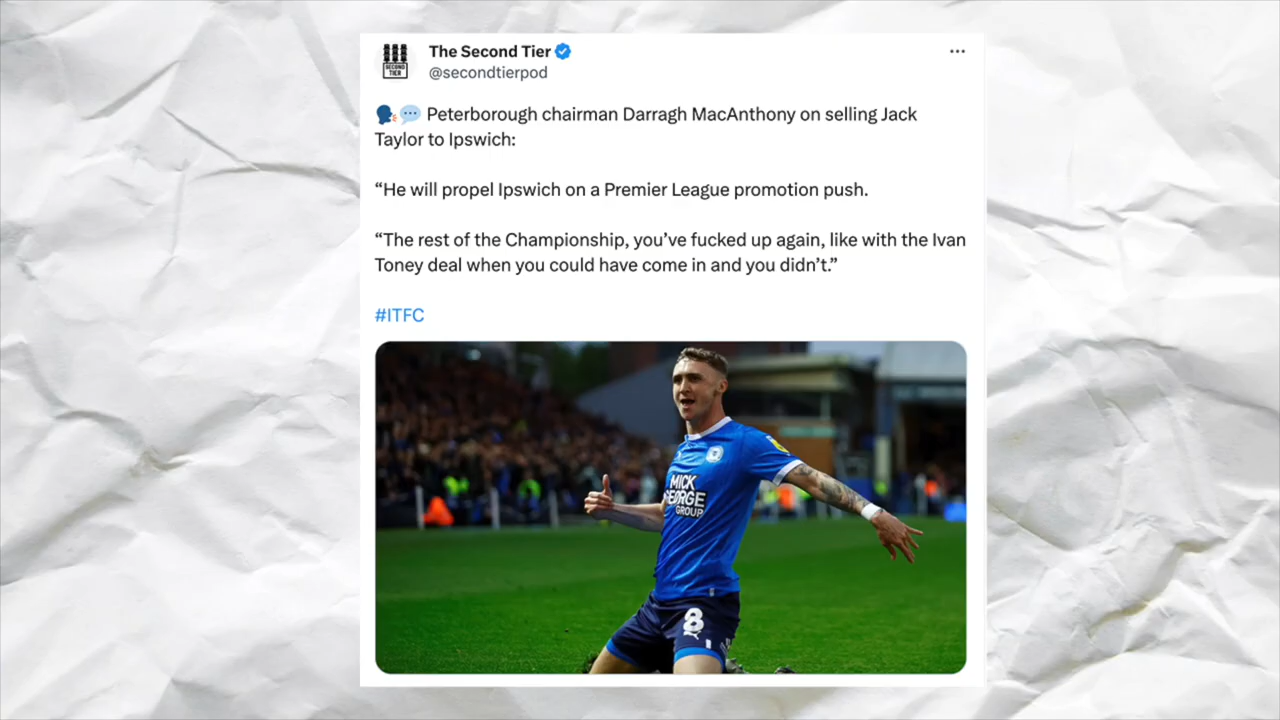 The Second Tier
@secondtierpod
SECOND
TIER
🗣️💬 Peterborough chairman Darragh MacAnthony on selling Jack
Taylor to Ipswich:
“He will propel Ipswich on a Premier League promotion push.
“The rest of the Championship, you’ve fucked up again, like with the Ivan
Toney deal when you could have come in and you didn’t.”
#ITFC
MICK
GEORGE
GROUP
8